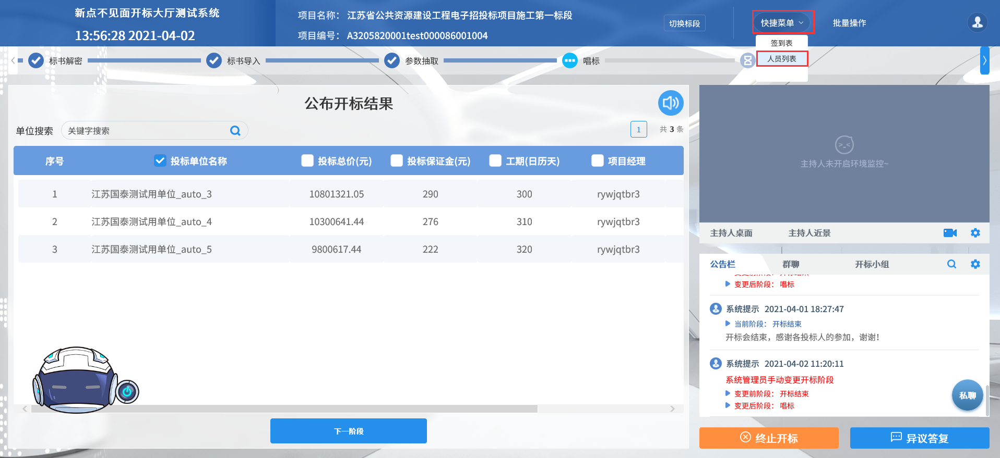 新点不见面开标大厅测试系统
13:56:28 2021-04-02
项目名称： 江苏省公共资源建设工程电子招投标项目施工第一标段
项目编号： A3205820001test000086001004
切换标段
快捷菜单
批量操作
签到表
人员列表
标书解密
标书导入
参数抽取
唱标
公布开标结果
单位搜索 关键字搜索
1 共 3 条
序号 投标单位名称 投标总价(元) 投标保证金(元) 工期(日历天) 项目经理
1 江苏国泰测试用单位_auto_3 10801321.05 290 300 rywjqtbr3
2 江苏国泰测试用单位_auto_4 10300641.44 276 310 rywjqtbr3
3 江苏国泰测试用单位_auto_5 9800617.44 222 320 rywjqtbr3
下一阶段
>_<
主持人未开启环境监控~
主持人桌面 主持人近景
公告栏 群聊 开标小组
变更前阶段： 开标结束
变更后阶段： 唱标
系统提示 2021-04-01 18:27:47
当前阶段： 开标结束
开标会结束，感谢各投标人的参加，谢谢！
系统提示 2021-04-02 11:20:11
系统管理员手动变更开标阶段
变更前阶段： 开标结束
变更后阶段： 唱标
私聊
终止开标
异议答复